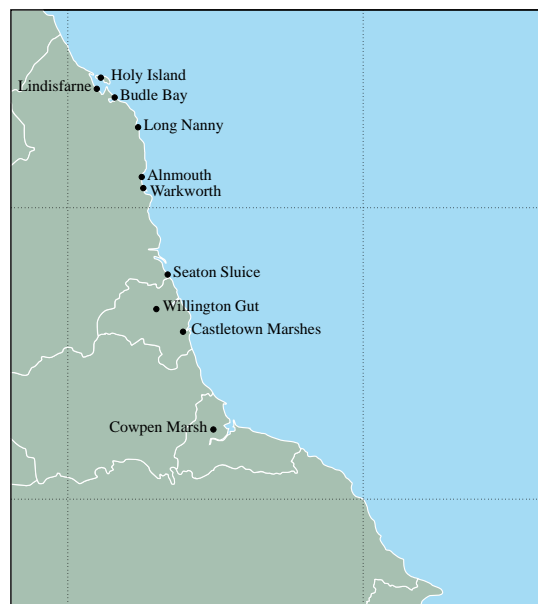 Holy Island
Lindisfarne
Budle Bay
Long Nanny
Alnmouth
Warkworth
Seaton Sluice
Willington Gut
Castletown Marshes
Cowpen Marsh